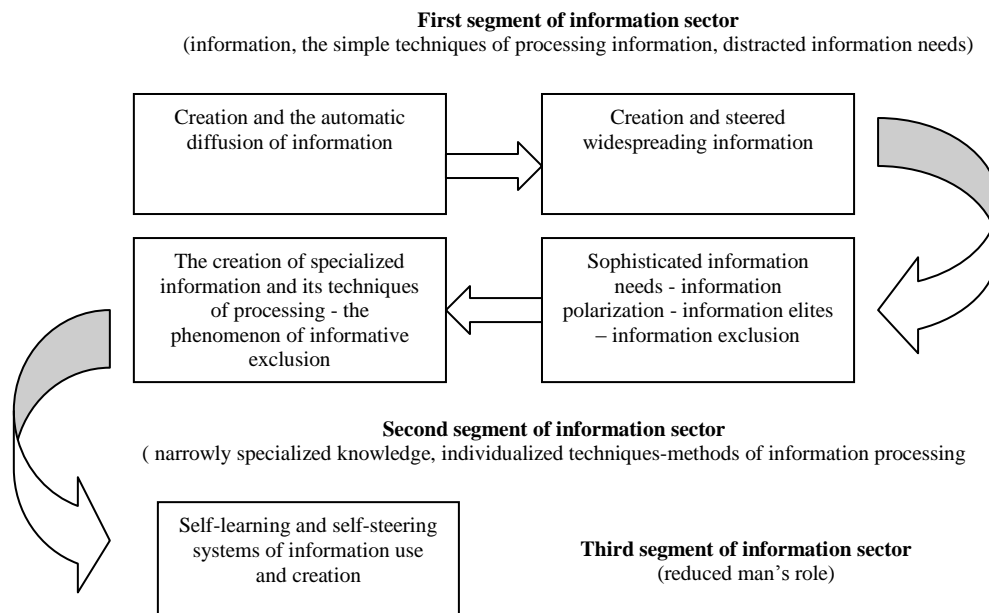 First segment of information sector
(information, the simple techniques of processing information, distracted information needs)
Creation and the automatic
diffusion of information
Creation and steered
widespreading information
The creation of specialized
information and its techniques
of processing - the
phenomenon of informative
exclusion
Sophisticated information
needs - information
polarization - information elites
– information exclusion
Second segment of information sector
( narrowly specialized knowledge, individualized techniques-methods of information processing
Self-learning and self-steering
systems of information use
and creation
Third segment of information sector
(reduced man’s role)